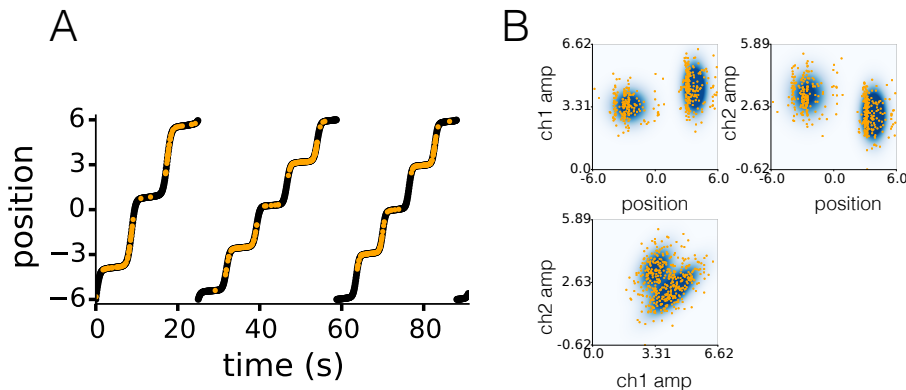 A
B
position
6
3
0
−3
−6
0
20
40
60
80
time (s)
ch1 amp
6.62
3.31
0.0
-6.0
0.0
6.0
position
ch2 amp
5.89
2.63
-0.62
-6.0
0.0
6.0
position
ch2 amp
5.89
2.63
-0.62
0.0
3.31
6.62
ch1 amp